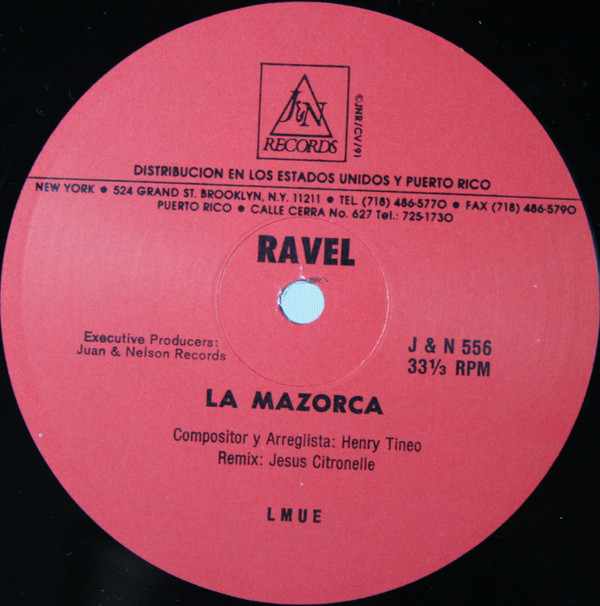 J&N
RECORDS
©JNR/CV/91
DISTRIBUCION EN LOS ESTADOS UNIDOS Y PUERTO RICO
NEW YORK ● 524 GRAND ST. BROOKLYN, N.Y. 11211 ● TEL. (718) 486-5770 ● FAX (718) 486-5790
PUERTO RICO ● CALLE CERRA No. 627 Tel.: 725-1730
RAVEL
Executive Producers:
Juan & Nelson Records
J & N 556
33⅓ RPM
LA MAZORCA
Compositor y Arreglista: Henry Tineo
Remix: Jesus Citronelle
LMUE